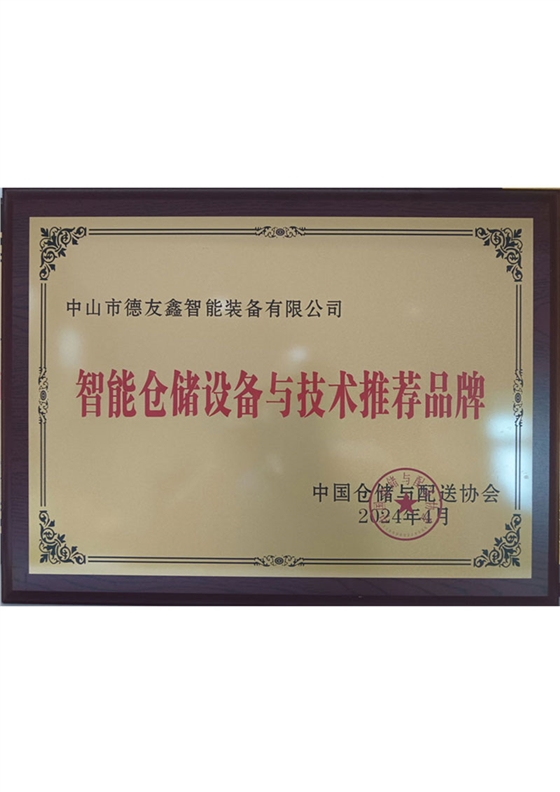 中山市德友鑫智能装备有限公司
智能仓储设备与技术推荐品牌
中国仓储与配送协会
2024年4月